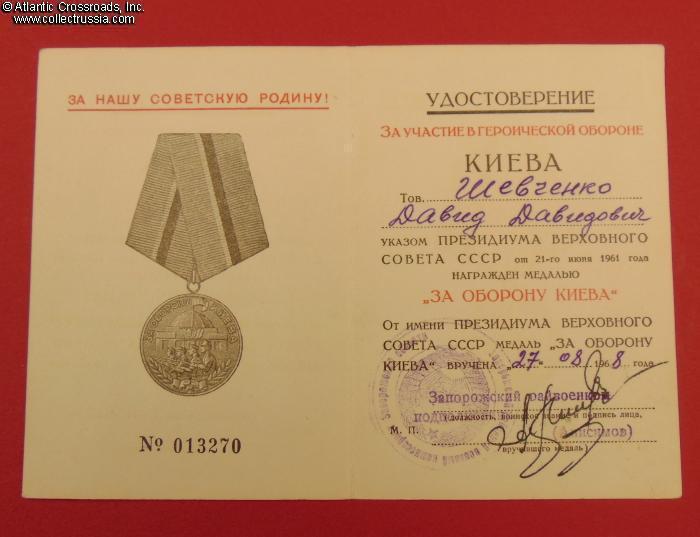 © Atlantic Crossroads, Inc.
www.collectrussia.com
ЗА НАШУ СОВЕТСКУЮ РОДИНУ!
№ 013270
УДОСТОВЕРЕНИЕ
ЗА УЧАСТИЕ В ГЕРОИЧЕСКОЙ ОБОРОНЕ
КИЕВА
Тов. Шевченко
Давид Давидович
УКАЗОМ ПРЕЗИДИУМА ВЕРХОВНОГО
СОВЕТА СССР от 21-го июня 1961 года
НАГРАЖДЕН МЕДАЛЬЮ
„ЗА ОБОРОНУ КИЕВА“
От имени ПРЕЗИДИУМА ВЕРХОВНОГО
СОВЕТА СССР МЕДАЛЬ „ЗА ОБОРОНУ
КИЕВА“ ВРУЧЕНА „27“ 08 1968 года
Запорожский райвоенком
(должность, воинское звание и подпись лица,
М. П. (Анисимов)
вручившего медаль)